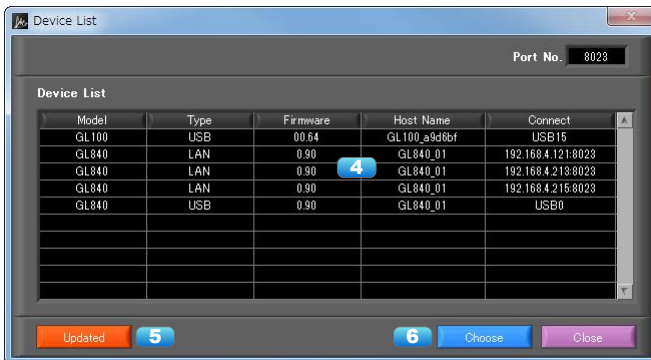 Device List
Port No. 8023
Device List
Model Type Firmware Host Name Connect
GL100 USB 00.64 GL100_a9d6bf USB15
GL840 LAN 0.90 GL840_01 192.168.4.121:8023
GL840 LAN 0.90 4 GL840_01 192.168.4.213:8023
GL840 LAN 0.90 GL840_01 192.168.4.215:8023
GL840 USB 0.90 GL840_01 USB0
Updated 5 6 Choose Close